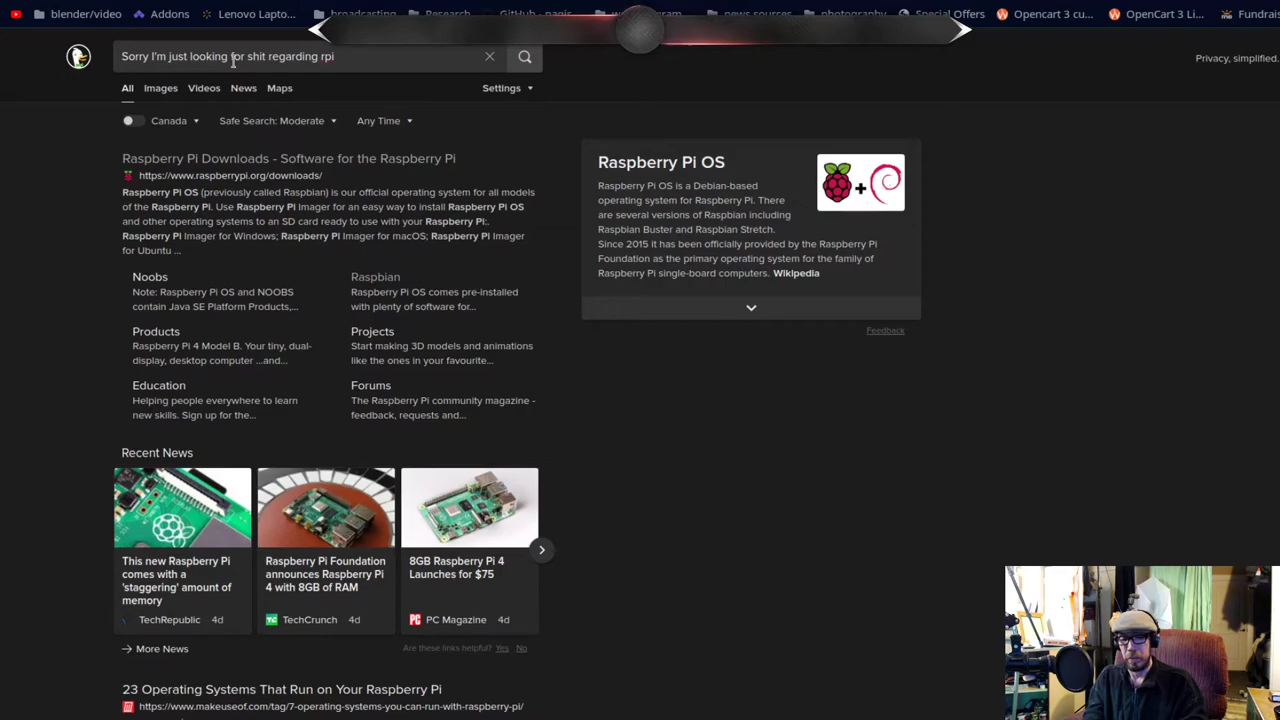 blender/video
Addons
Lenovo Lapto...
broadcasting
Research
news sources
photography
Special Offers
Opencart 3 cu...
Opencart 3 Li...
Fundrais
Sorry I'm just looking for shit regarding rpi
Privacy, simplified.
All
Images
Videos
News
Maps
Settings
Canada
Safe Search: Moderate
Any Time
Raspberry Pi Downloads - Software for the Raspberry Pi
https://www.raspberrypi.org/downloads/
Raspberry Pi OS (previously called Raspbian) is our official operating system for all models
of the Raspberry Pi. Use Raspberry Pi Imager for an easy way to install Raspberry Pi OS
and other operating systems to an SD card ready to use with your Raspberry Pi:.
Raspberry Pi Imager for Windows; Raspberry Pi Imager for macOS; Raspberry Pi Imager
for Ubuntu ...
Noobs
Note: Raspberry Pi OS and NOOBS
contain Java SE Platform Products,...
Raspbian
Raspberry Pi OS comes pre-installed
with plenty of software for...
Products
Raspberry Pi 4 Model B. Your tiny, dual-
display, desktop computer ...and...
Projects
Start making 3D models and animations
like the ones in your favourite...
Education
Helping people everywhere to learn
new skills. Sign up for the...
Forums
The Raspberry Pi community magazine -
feedback, requests and...
Raspberry Pi OS
Raspberry Pi OS is a Debian-based
operating system for Raspberry Pi. There
are several versions of Raspbian including
Raspbian Buster and Raspbian Stretch.
Since 2015 it has been officially provided by the Raspberry Pi
Foundation as the primary operating system for the family of
Raspberry Pi single-board computers. Wikipedia
Feedback
Recent News
This new Raspberry Pi
comes with a
'staggering' amount of
memory
TechRepublic 4d
Raspberry Pi Foundation
announces Raspberry Pi
4 with 8GB of RAM
TechCrunch 4d
8GB Raspberry Pi 4
Launches for $75
PC Magazine 4d
More News
Are these links helpful? Yes No
23 Operating Systems That Run on Your Raspberry Pi
https://www.makeuseof.com/tag/7-operating-systems-you-can-run-with-raspberry-pi/